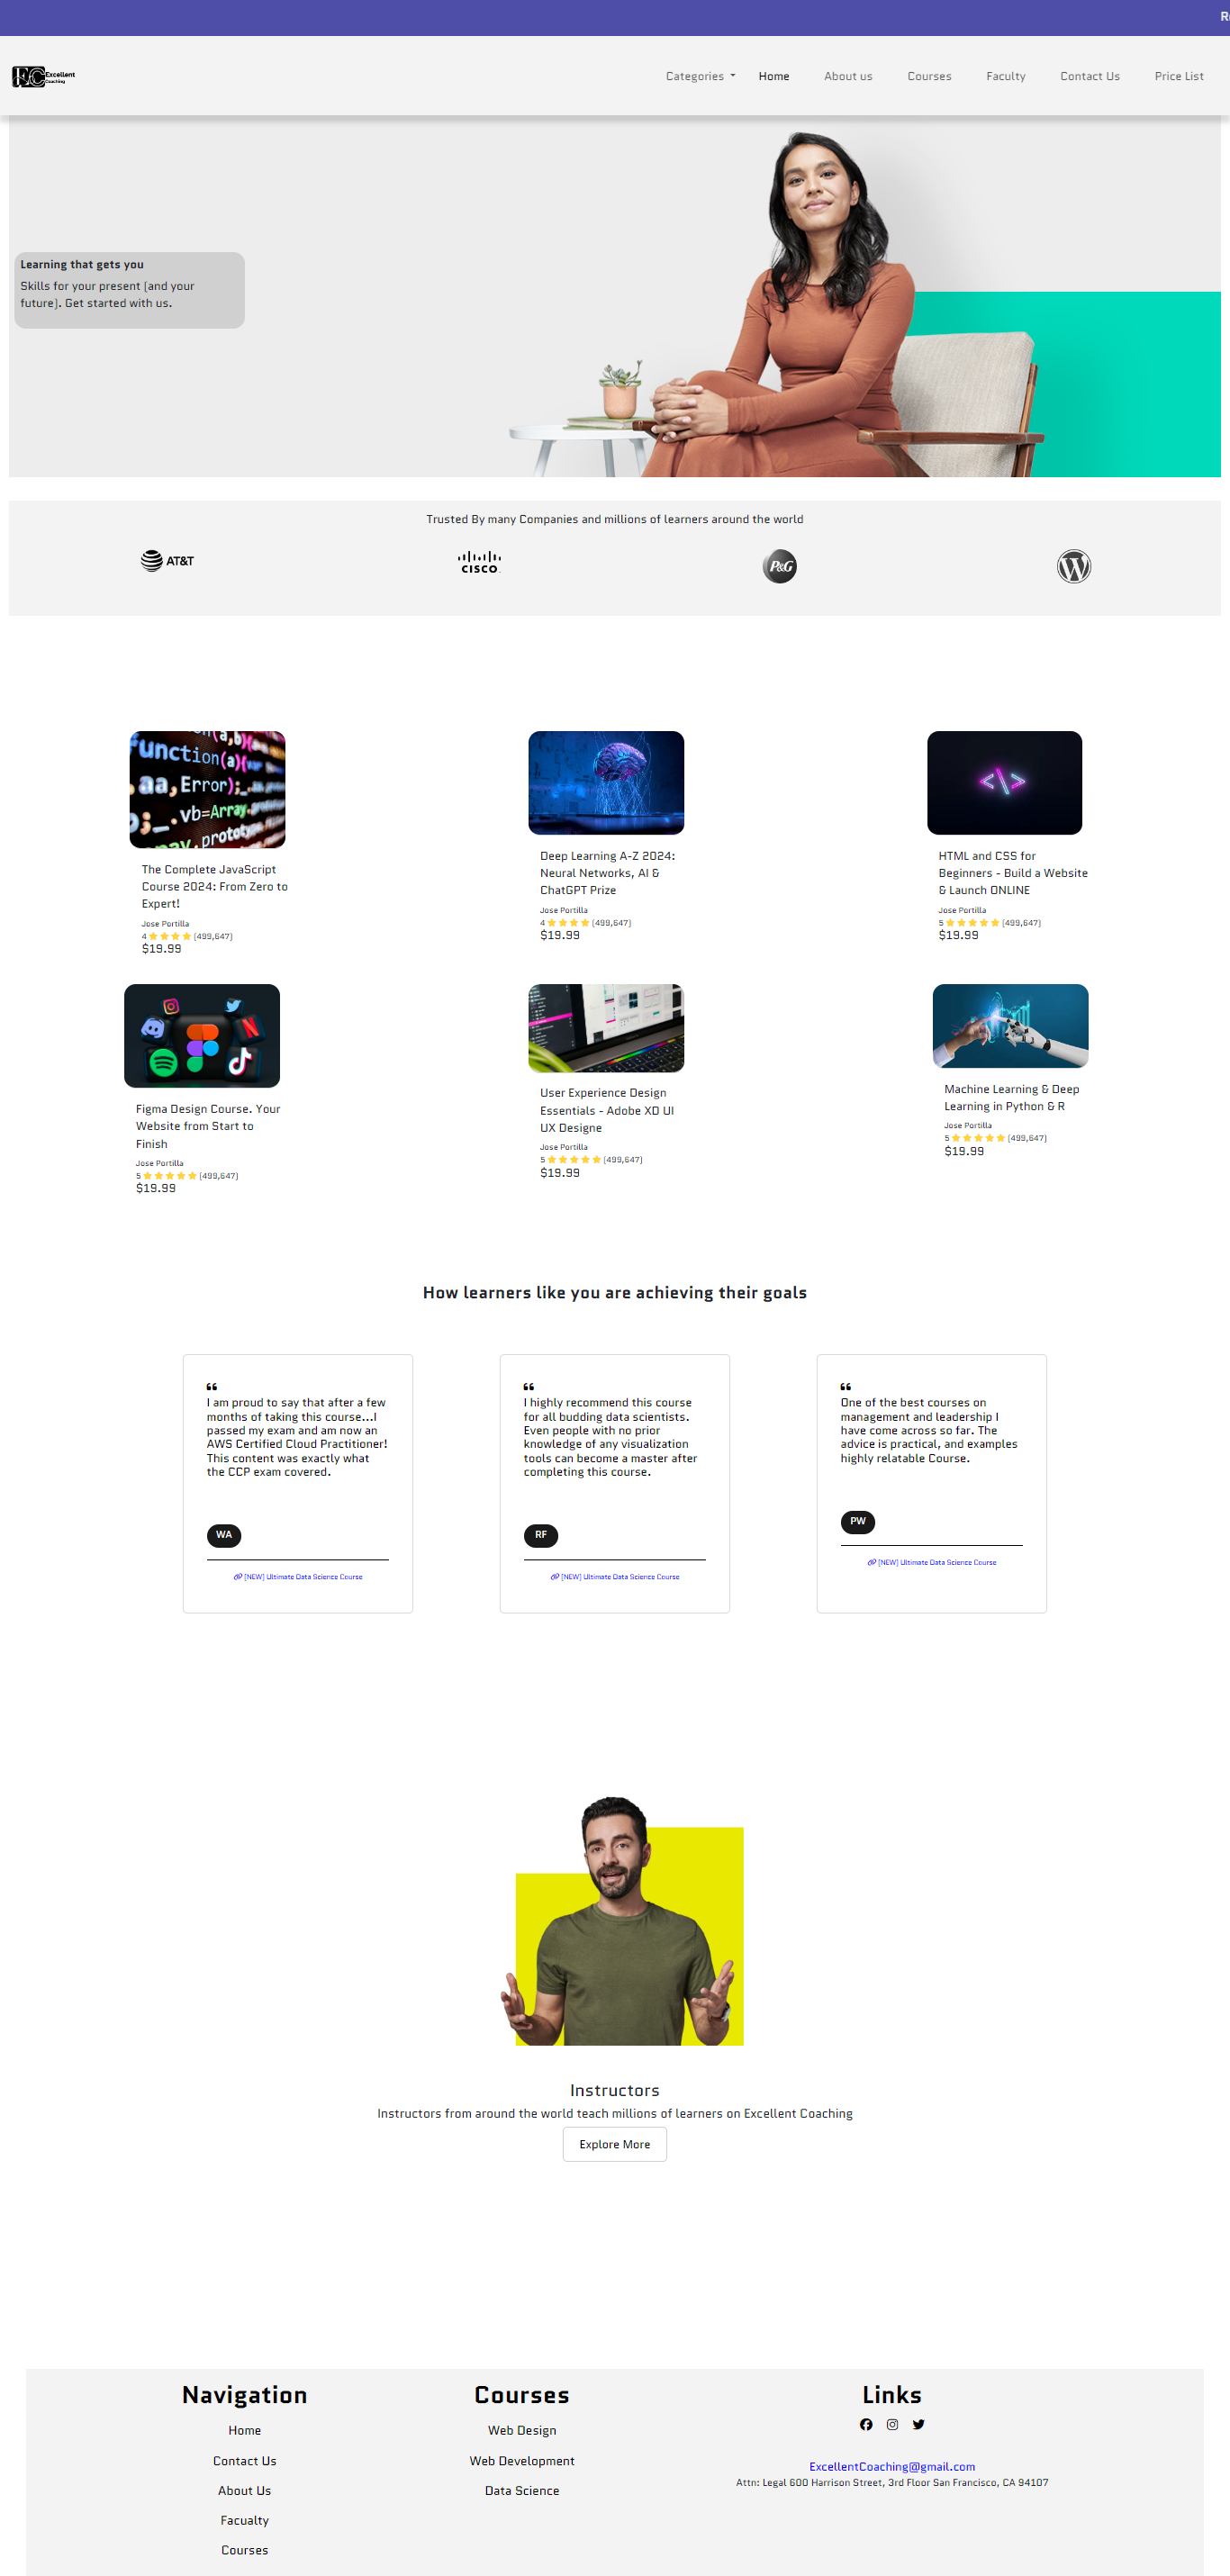 R
EC Excellent
Coaching
Categories Home About us Courses Faculty Contact Us Price List
Learning that gets you
Skills for your present (and your
future). Get started with us.
Trusted By many Companies and millions of learners around the world
AT&T
CISCO
P&G
W
function(a,b)
aa,Error);
. vb=Array.
prototy
</>
The Complete JavaScript
Course 2024: From Zero to
Expert!
Jose Portilla
4 (499,647)
$19.99
Deep Learning A-Z 2024:
Neural Networks, AI &
ChatGPT Prize
Jose Portilla
4 (499,647)
$19.99
HTML and CSS for
Beginners - Build a Website
& Launch ONLINE
Jose Portilla
5 (499,647)
$19.99
Figma Design Course. Your
Website from Start to
Finish
Jose Portilla
5 (499,647)
$19.99
User Experience Design
Essentials - Adobe XD UI
UX Designe
Jose Portilla
5 (499,647)
$19.99
Machine Learning & Deep
Learning in Python & R
Jose Portilla
5 (499,647)
$19.99
How learners like you are achieving their goals
“
I am proud to say that after a few
months of taking this course...I
passed my exam and am now an
AWS Certified Cloud Practitioner!
This content was exactly what
the CCP exam covered.
WA
[NEW] Ultimate Data Science Course
“
I highly recommend this course
for all budding data scientists.
Even people with no prior
knowledge of any visualization
tools can become a master after
completing this course.
RF
[NEW] Ultimate Data Science Course
“
One of the best courses on
management and leadership I
have come across so far. The
advice is practical, and examples
highly relatable Course.
PW
[NEW] Ultimate Data Science Course
Instructors
Instructors from around the world teach millions of learners on Excellent Coaching
Explore More
Navigation
Home
Contact Us
About Us
Facualty
Courses
Courses
Web Design
Web Development
Data Science
Links
ExcellentCoaching@gmail.com
Attn: Legal 600 Harrison Street, 3rd Floor San Francisco, CA 94107